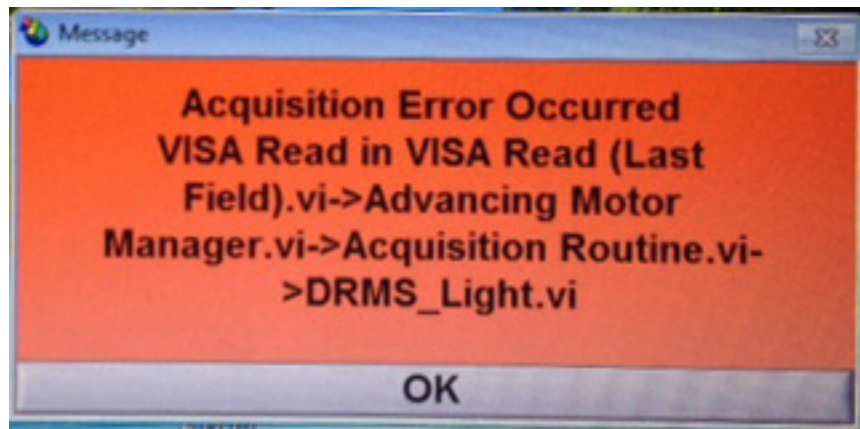 Message
Acquisition Error Occurred
VISA Read in VISA Read (Last
Field).vi->Advancing Motor
Manager.vi->Acquisition Routine.vi-
>DRMS_Light.vi
OK